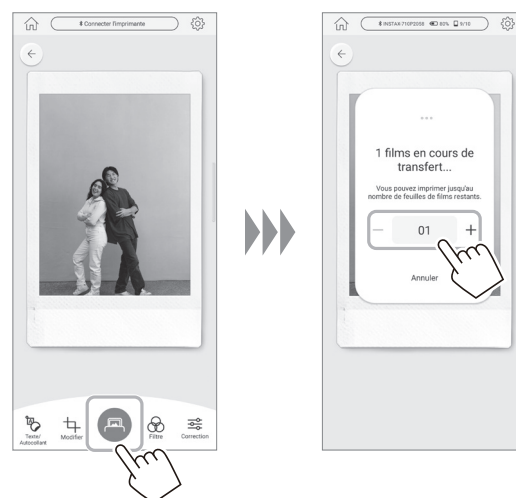 Connecter l'imprimante
Texte/
Autocollant
Modifier
Filtre
Correction
INSTAX-710P2058 80% 9/10
1 films en cours de
transfert...
Vous pouvez imprimer jusqu'au
nombre de feuilles de films restants.
01
Annuler